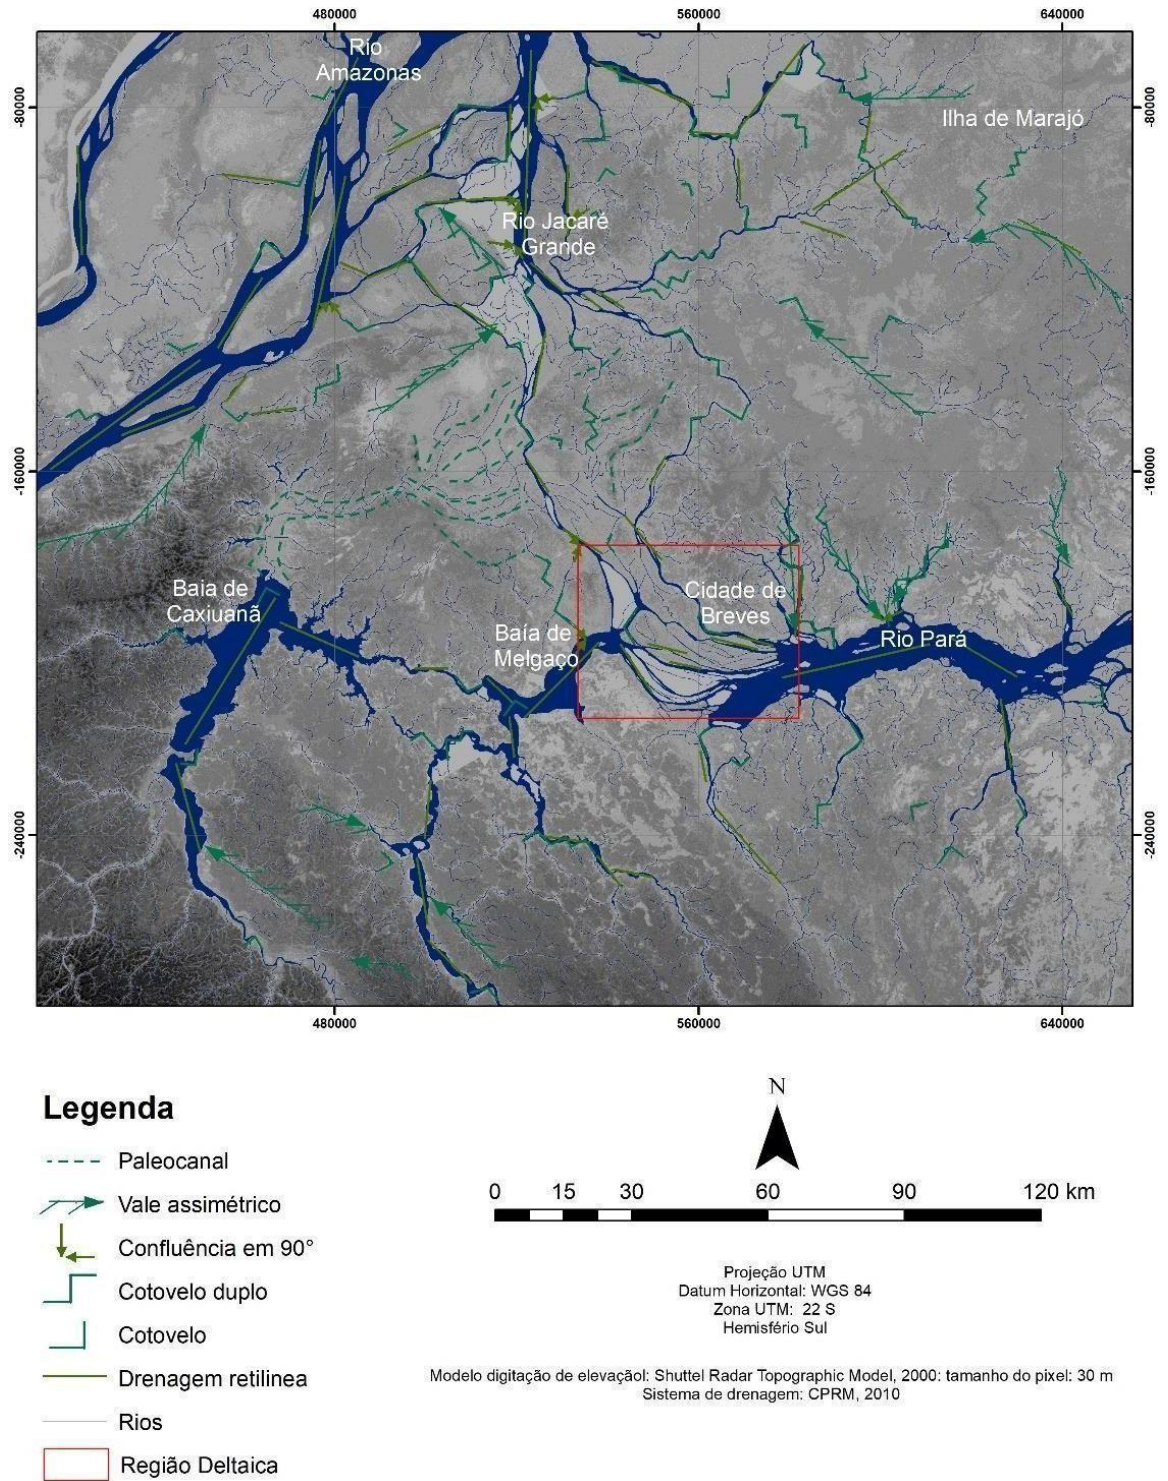 480000
560000
640000
Rio
Amazonas
-80000
-80000
Ilha de Marajó
Rio Jacaré
Grande
-160000
-160000
Baia de
Caxiuanã
Cidade de
Breves
Baía de
Melgaço
Rio Pará
-240000
-240000
480000
560000
640000
Legenda
Paleocanal
Vale assimétrico
Confluência em 90°
Cotovelo duplo
Cotovelo
Drenagem retilinea
Rios
Região Deltaica
N
0 15 30 60 90 120 km
Projeção UTM
Datum Horizontal: WGS 84
Zona UTM: 22 S
Hemisfério Sul
Modelo digitação de elevaçãol: Shuttel Radar Topographic Model, 2000: tamanho do pixel: 30 m
Sistema de drenagem: CPRM, 2010